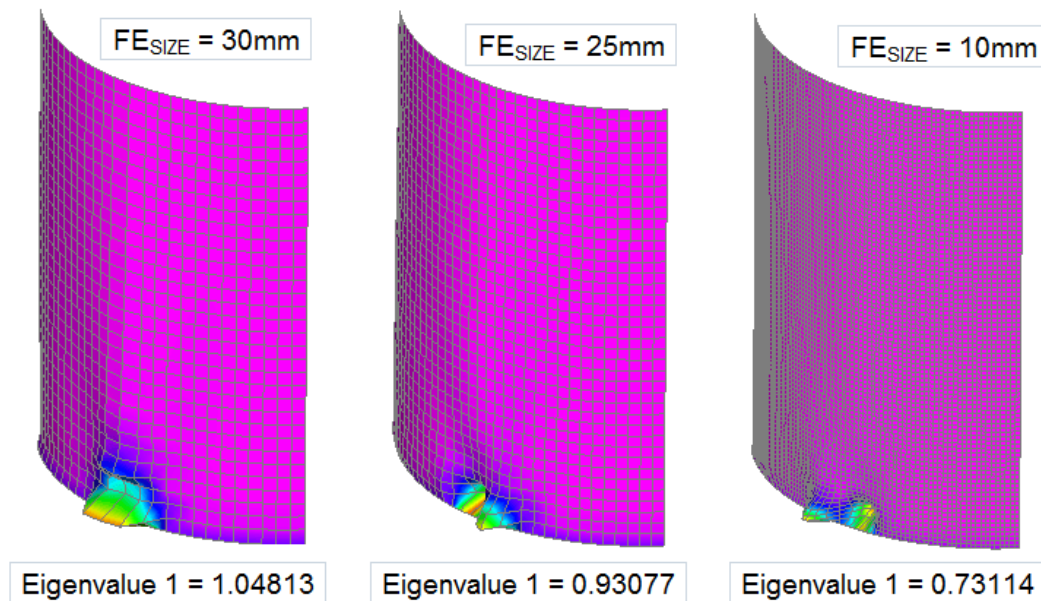 FESIZE = 30mm
FESIZE = 25mm
FESIZE = 10mm
Eigenvalue 1 = 1.04813
Eigenvalue 1 = 0.93077
Eigenvalue 1 = 0.73114